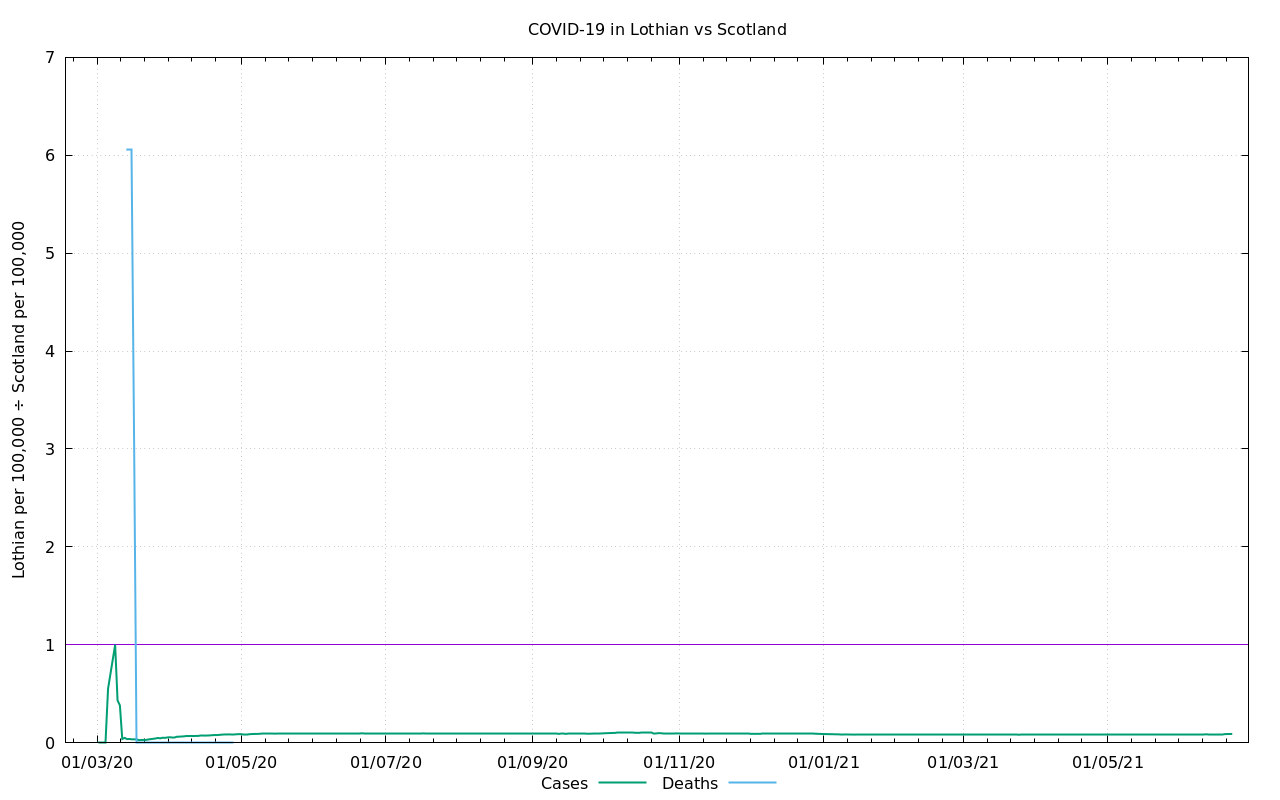 COVID-19 in Lothian vs Scotland
Lothian per 100,000 ÷ Scotland per 100,000
7
6
5
4
3
2
1
0
01/03/20 01/05/20 01/07/20 01/09/20 01/11/20 01/01/21 01/03/21 01/05/21
Cases Deaths